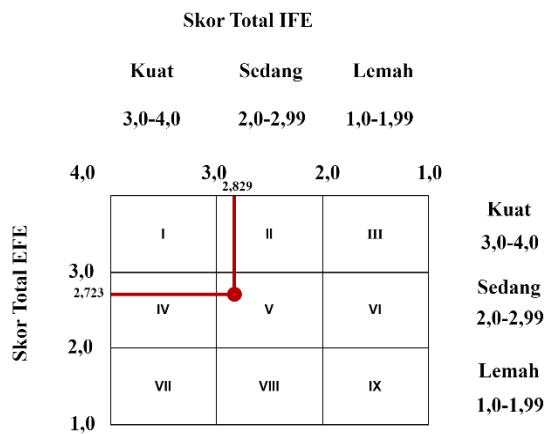 Skor Total IFE
Kuat Sedang Lemah
3,0-4,0 2,0-2,99 1,0-1,99
4,0 3,0 2,0 1,0
2,829
I II III
Kuat
3,0-4,0
Skor Total EFE
3,0
2,723
IV V VI
Sedang
2,0-2,99
2,0
VII VIII IX
Lemah
1,0-1,99
1,0